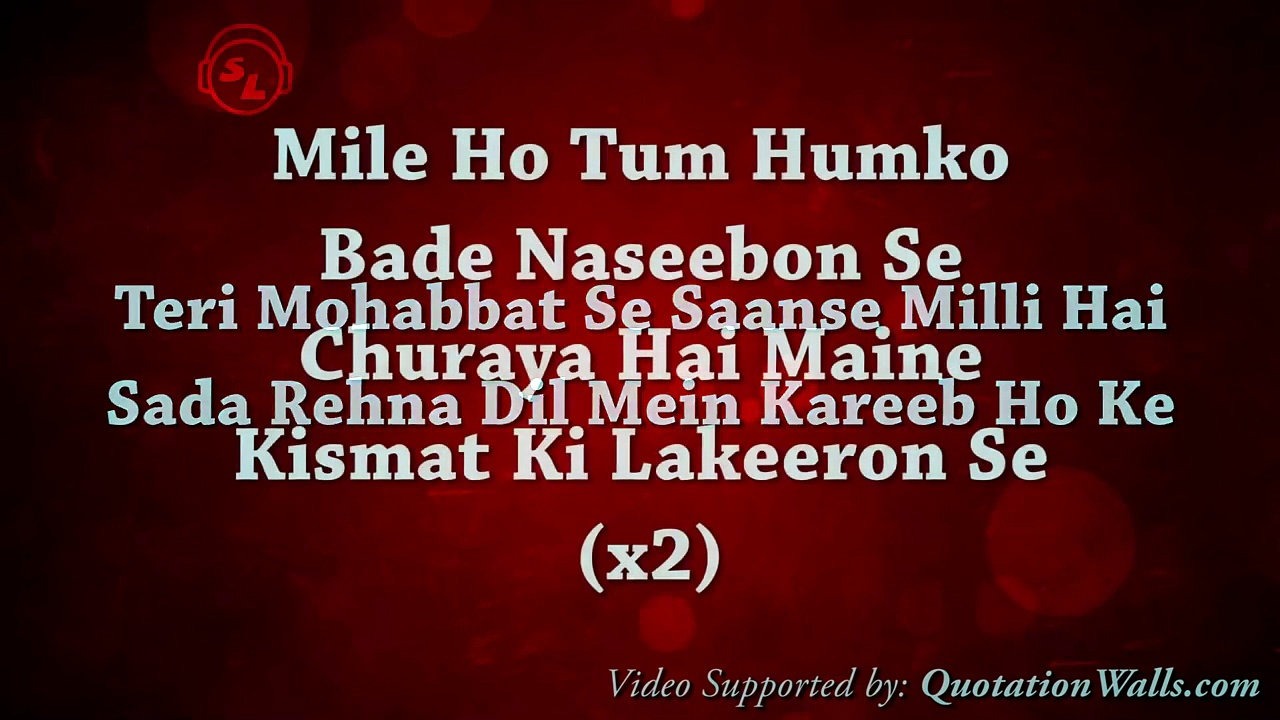 SL
Mile Ho Tum Humko
Bade Naseebon Se
Teri Mohabbat Se Saanse Milli Hai
Churaya Hai Maine
Sada Rehna Dil Mein Kareeb Ho Ke
Kismat Ki Lakeeron Se
(x2)
Video Supported by: QuotationWalls.com